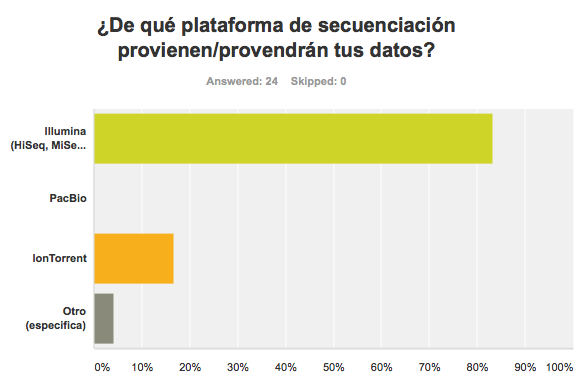 ¿De qué plataforma de secuenciación
provienen/provendrán tus datos?
Answered: 24 Skipped: 0
Illumina
(HiSeq, MiSe...
PacBio
IonTorrent
Otro
(especifica)
0% 10% 20% 30% 40% 50% 60% 70% 80% 90% 100%